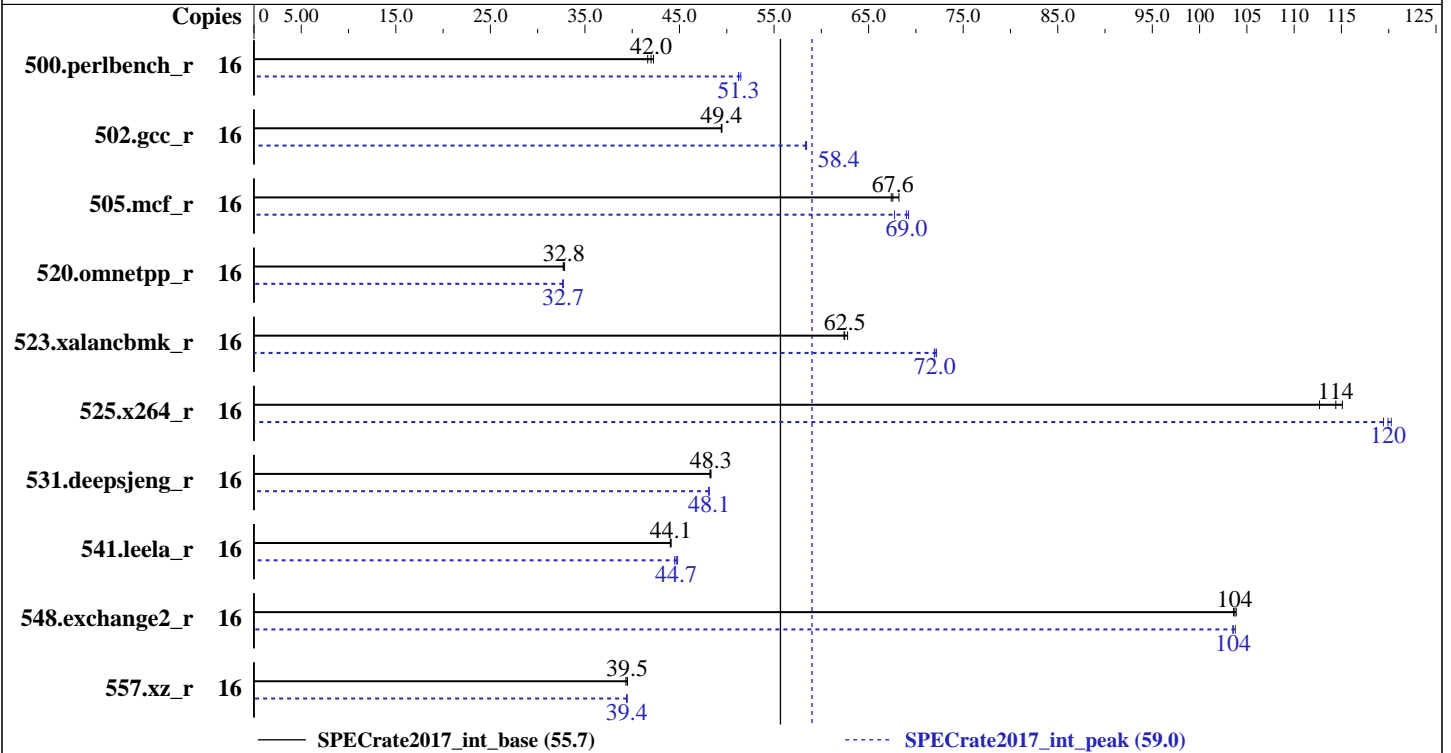 Copies 0 5.00 15.0 25.0 35.0 45.0 55.0 65.0 75.0 85.0 95.0 100 105 110 115 125
42.0
500.perlbench_r 16
51.3
49.4
502.gcc_r 16
58.4
67.6
505.mcf_r 16
69.0
32.8
520.omnetpp_r 16
32.7
62.5
523.xalancbmk_r 16
72.0
114
525.x264_r 16
120
48.3
531.deepsjeng_r 16
48.1
44.1
541.leela_r 16
44.7
104
548.exchange2_r 16
104
39.5
557.xz_r 16
39.4
SPECrate2017_int_base (55.7) SPECrate2017_int_peak (59.0)